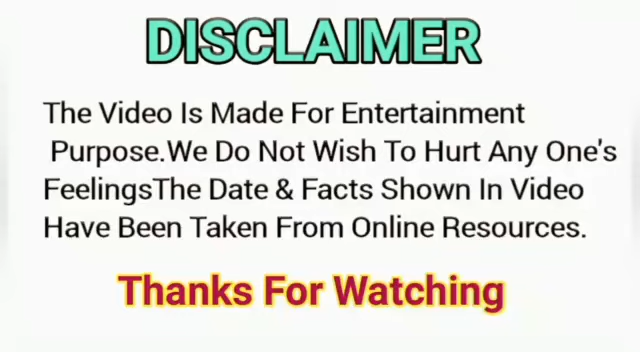 DISCLAIMER
The Video Is Made For Entertainment
Purpose.We Do Not Wish To Hurt Any One's
FeelingsThe Date & Facts Shown In Video
Have Been Taken From Online Resources.
Thanks For Watching